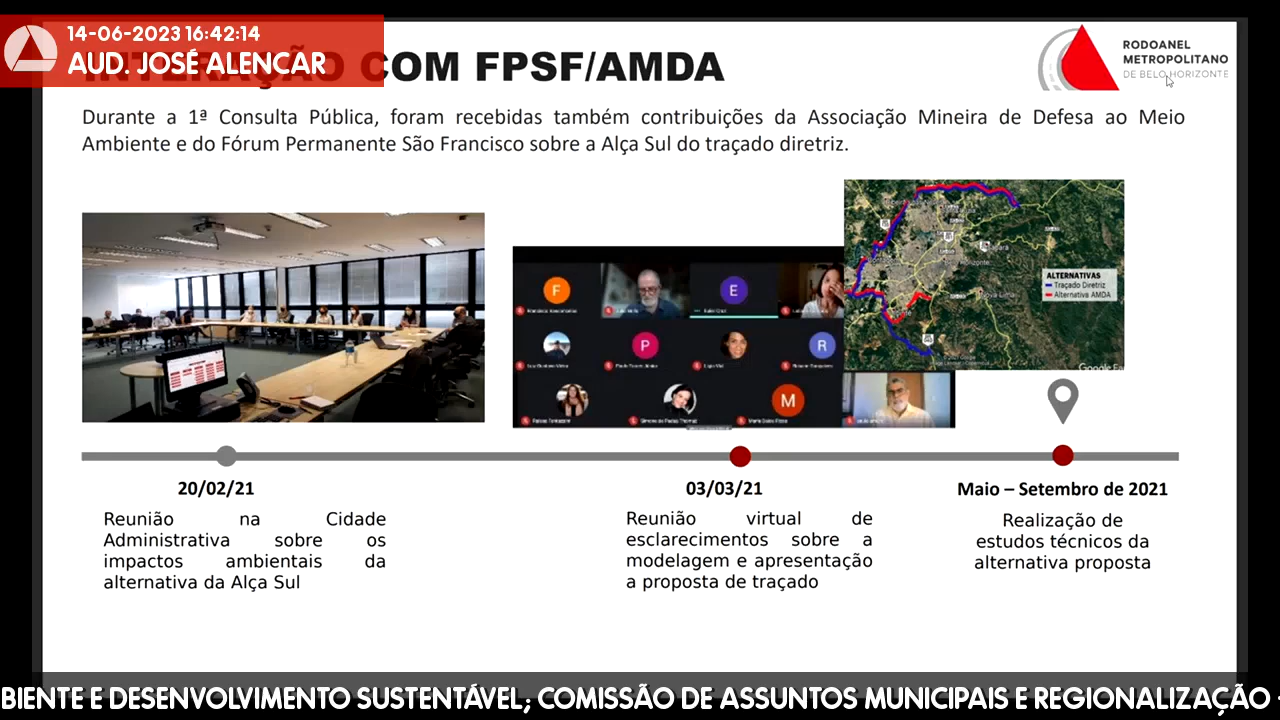 14-06-2023 16:42:14
AUD. JOSÉ ALENCAR
INTERAÇÃO COM FPSF/AMDA
RODOANEL
METROPOLITANO
DE BELO HORIZONTE
Durante a 1ª Consulta Pública, foram recebidas também contribuições da Associação Mineira de Defesa ao Meio
Ambiente e do Fórum Permanente São Francisco sobre a Alça Sul do traçado diretriz.
ALTERNATIVAS
Traçado Diretriz
Alternativa AMDA
Nova Lima
F
E
P
R
M
20/02/21
Reunião na Cidade
Administrativa sobre os
impactos ambientais da
alternativa da Alça Sul
03/03/21
Reunião virtual de
esclarecimentos sobre a
modelagem e apresentação
a proposta de traçado
Maio – Setembro de 2021
Realização de
estudos técnicos da
alternativa proposta
BIENTE E DESENVOLVIMENTO SUSTENTÁVEL; COMISSÃO DE ASSUNTOS MUNICIPAIS E REGIONALIZAÇÃO